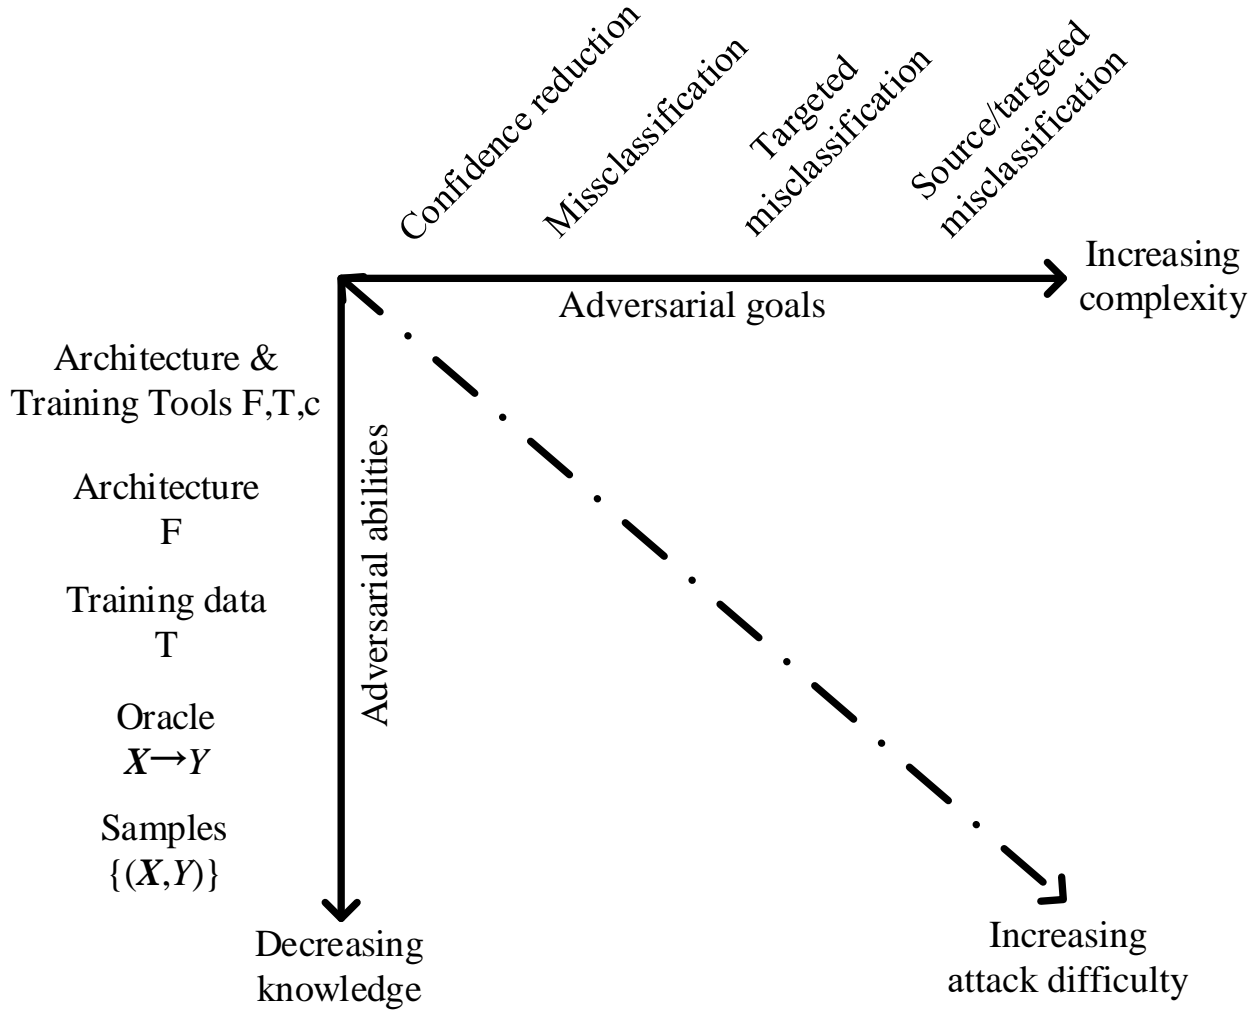 Confidence reduction
Missclassification
Targeted
misclassification
Source/targeted
misclassification
Increasing
complexity
Adversarial goals
Architecture &
Training Tools F,T,c
Architecture
F
Training data
T
Oracle
X→Y
Samples
{(X,Y)}
Adversarial abilities
Decreasing
knowledge
Increasing
attack difficulty